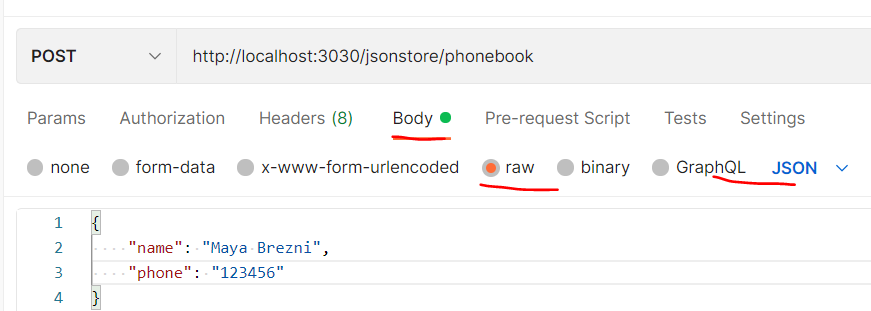 POST http://localhost:3030/jsonstore/phonebook
Params Authorization Headers (8) Body Pre-request Script Tests Settings
none form-data x-www-form-urlencoded raw binary GraphQL JSON
1 {
2 "name": "Maya Brezni",
3 "phone": "123456"
4 }